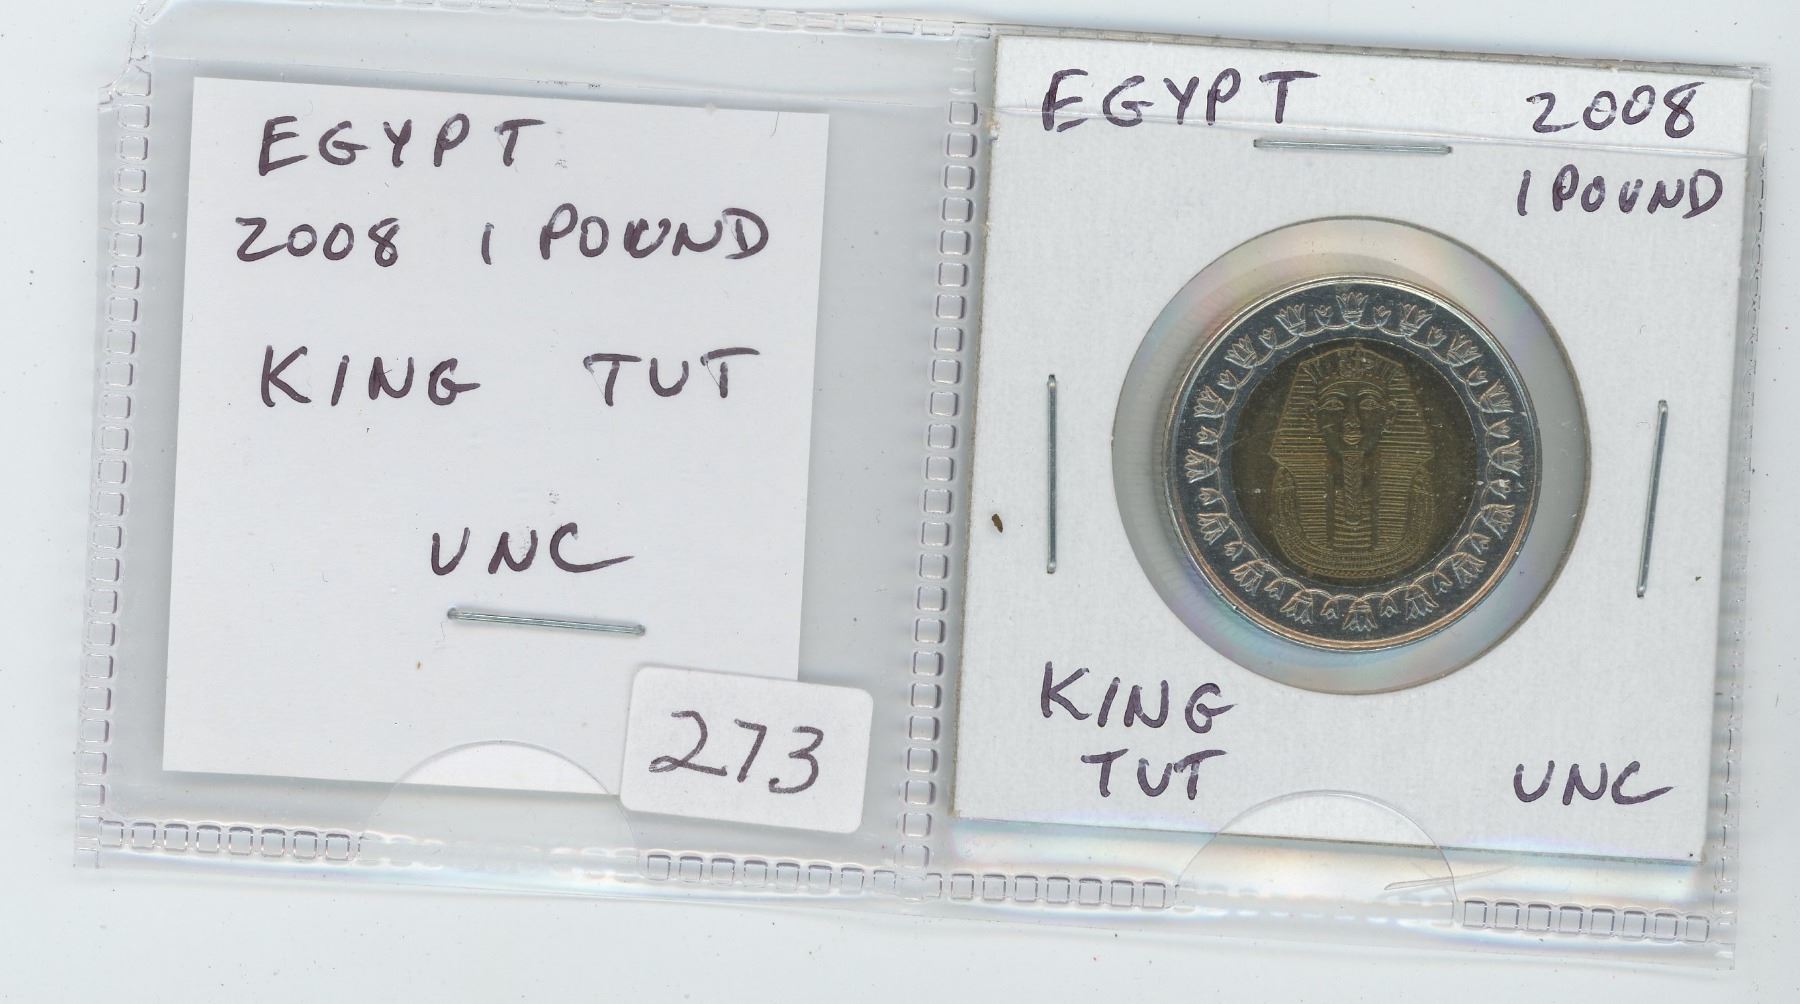 EGYPT
2008 1 POUND
KING TUT
UNC
273
EGYPT 2008
1 POUND
KING
TUT
UNC